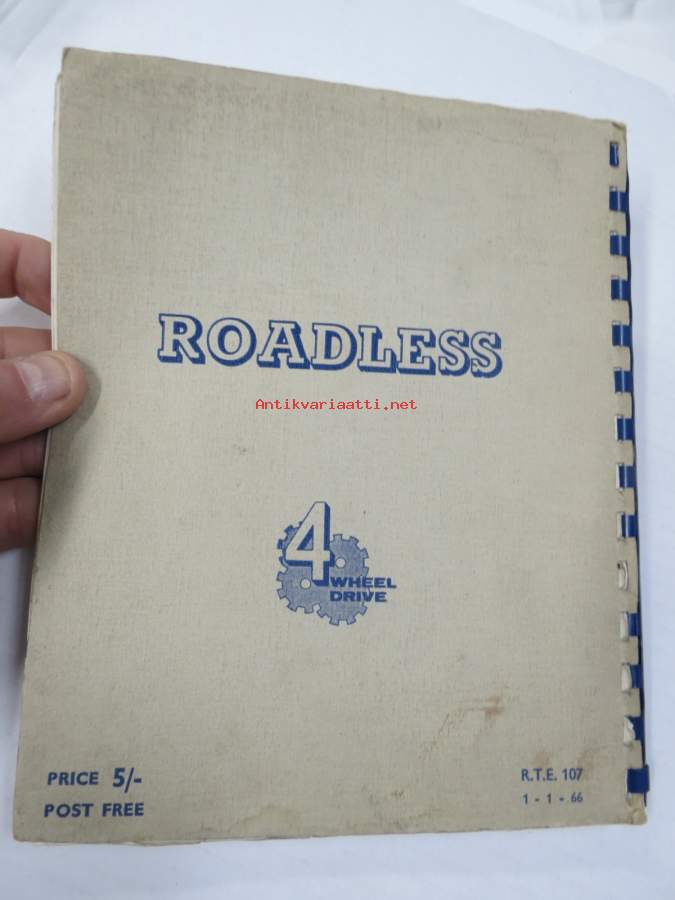 ROADLESS
Antikvariaatti.net
4
WHEEL
DRIVE
PRICE 5/-
POST FREE
R.T.E. 107
1 - 1 - 66